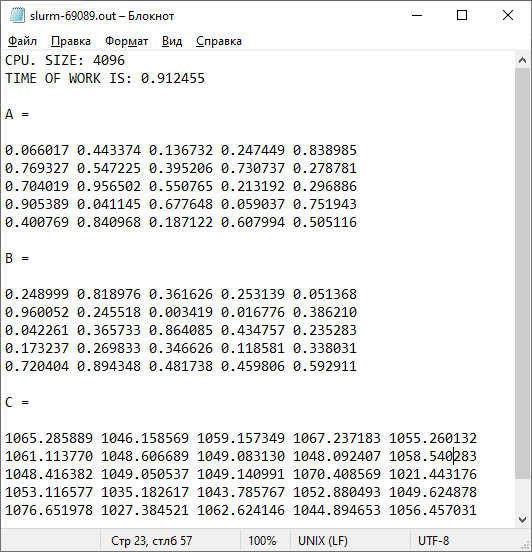 slurm-69089.out – Блокнот
Файл Правка Формат Вид Справка
CPU. SIZE: 4096
TIME OF WORK IS: 0.912455
A =
0.066017 0.443374 0.136732 0.247449 0.838985
0.769327 0.547225 0.395206 0.730737 0.278781
0.704019 0.956502 0.550765 0.213192 0.296886
0.905389 0.041145 0.677648 0.059037 0.751943
0.400769 0.840968 0.187122 0.607994 0.505116
B =
0.248999 0.818976 0.361626 0.253139 0.051368
0.960052 0.245518 0.003419 0.016776 0.386210
0.042261 0.365733 0.864085 0.434757 0.235283
0.173237 0.269833 0.346626 0.118581 0.338031
0.720404 0.894348 0.481738 0.459806 0.592911
C =
1065.285889 1046.158569 1059.157349 1067.237183 1055.260132
1061.113770 1048.606689 1049.083130 1048.092407 1058.540283
1048.416382 1049.050537 1049.140991 1070.408569 1021.443176
1053.116577 1035.182617 1043.785767 1052.880493 1049.624878
1076.651978 1027.384521 1062.624146 1044.894653 1056.457031
Стр 23, стлб 57 100% UNIX (LF) UTF-8